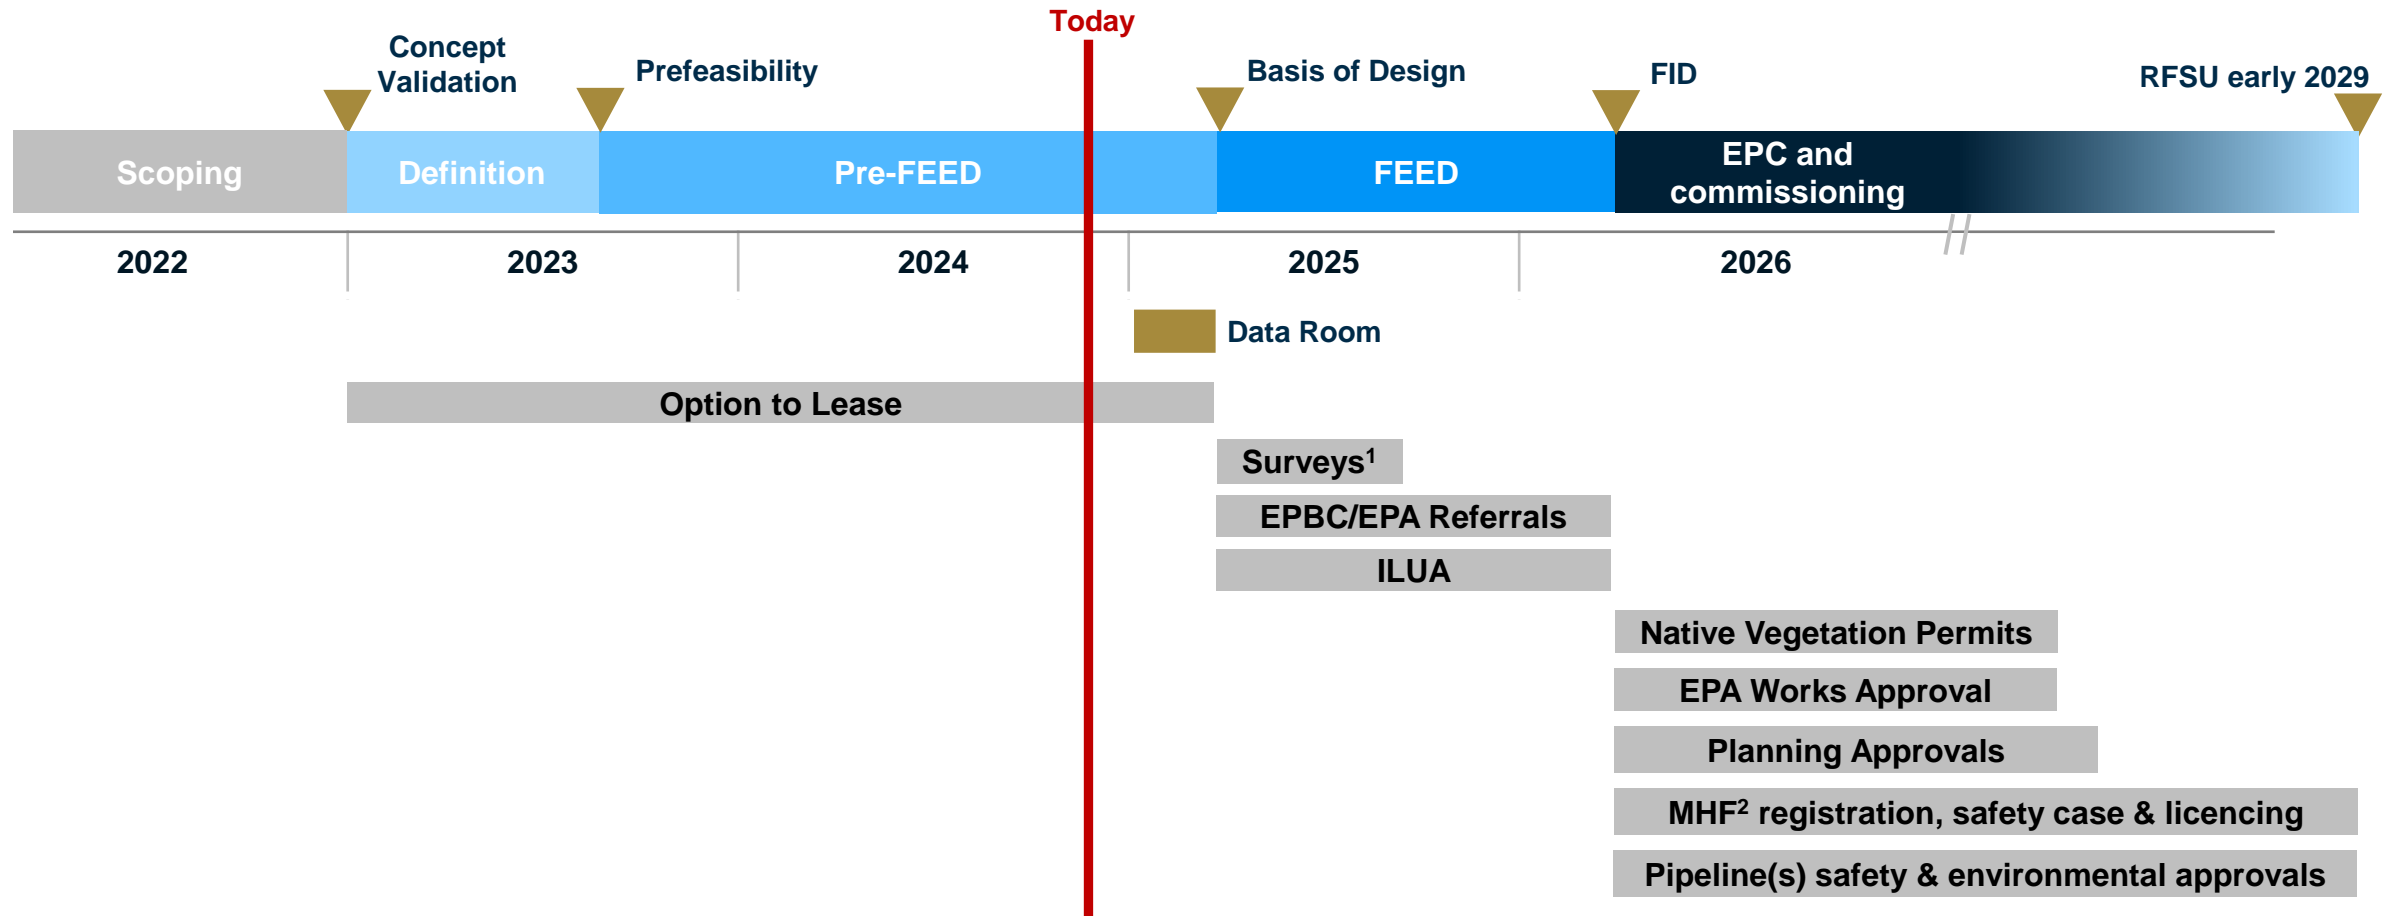 Today
Concept
Validation
Prefeasibility
Basis of Design
FID
RFSU early 2029
Scoping
Definition
Pre-FEED
FEED
EPC and
commissioning
2022
2023
2024
2025
2026
Data Room
Option to Lease
Surveys¹
EPBC/EPA Referrals
ILUA
Native Vegetation Permits
EPA Works Approval
Planning Approvals
MHF² registration, safety case & licencing
Pipeline(s) safety & environmental approvals